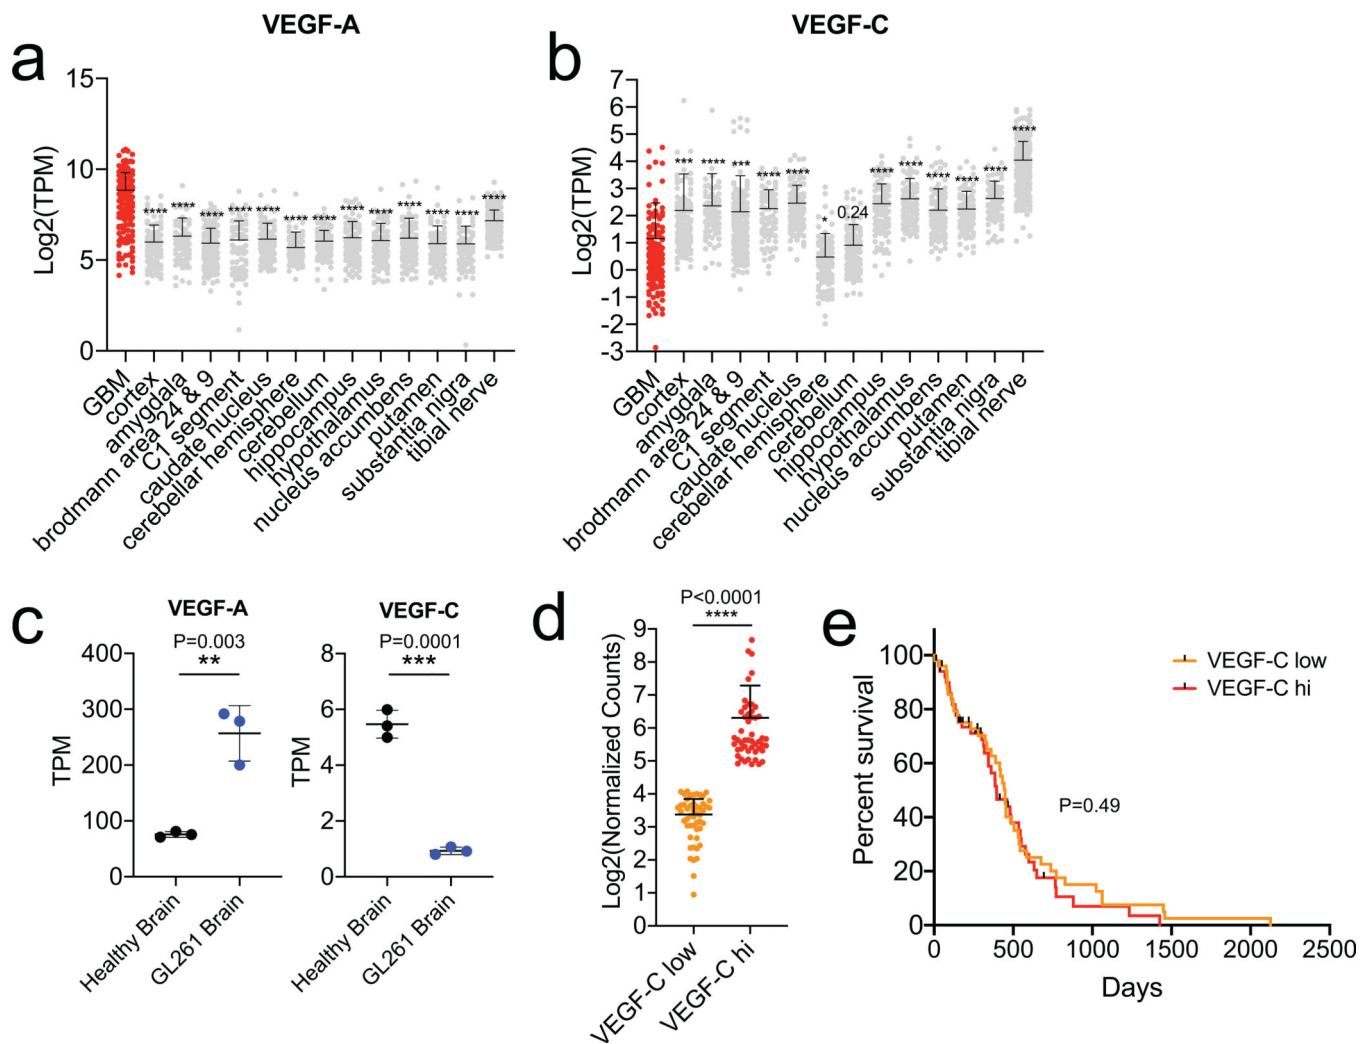 VEGF-A
VEGF-C
a
b
15
10
5
0
Log2(TPM)
**** **** **** **** **** **** **** **** **** **** **** **** ****
GBM
cortex
amygdala
brodmann area 24 & 9
C1 segment
caudate nucleus
cerebellar hemisphere
cerebellum
hippocampus
hypothalamus
nucleus accumbens
putamen
substantia nigra
tibial nerve
7
6
5
4
3
2
1
0
-1
-2
-3
Log2(TPM)
*** **** *** **** **** * 0.24 **** **** **** **** **** ****
GBM
cortex
amygdala
brodmann area 24 & 9
C1 segment
caudate nucleus
cerebellar hemisphere
cerebellum
hippocampus
hypothalamus
nucleus accumbens
putamen
substantia nigra
tibial nerve
c
VEGF-A
P=0.003
**
400
300
200
100
0
TPM
Healthy Brain
GL261 Brain
VEGF-C
P=0.0001
***
8
6
4
2
0
TPM
Healthy Brain
GL261 Brain
d
P<0.0001
****
9
8
7
6
5
4
3
2
1
0
Log2(Normalized Counts)
VEGF-C low
VEGF-C hi
e
100
80
60
40
20
0
Percent survival
VEGF-C low
VEGF-C hi
P=0.49
0 500 1000 1500 2000 2500
Days